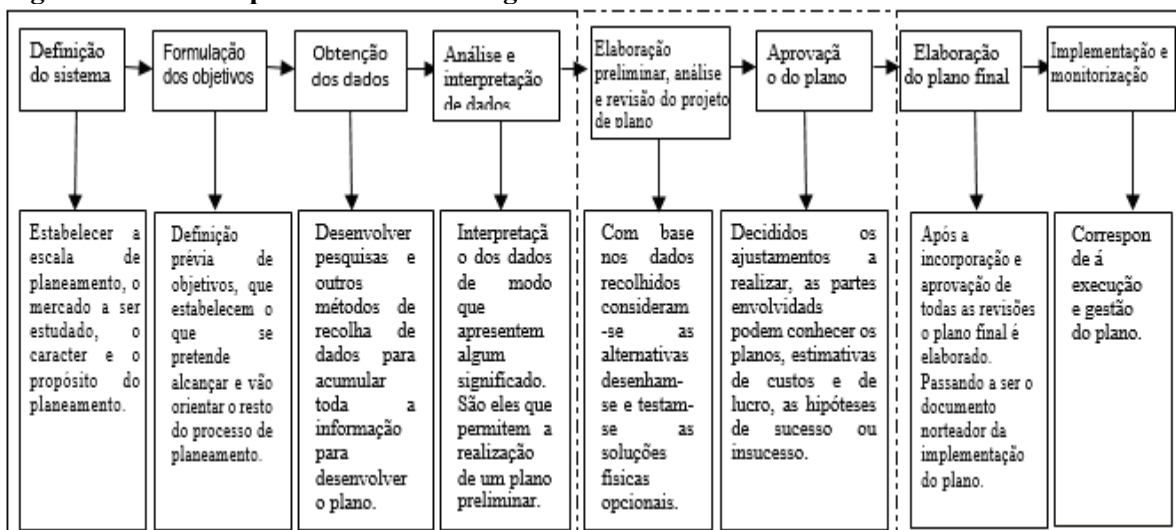 Definição
do sistema
Formulação
dos objetivos
Obtenção
dos dados
Análise e
interpretação
de dados
Elaboração
preliminar, análise
e revisão do projeto
de plano
Aprovaçã
o do plano
Elaboração
do plano final
Implementação e
monitorização
Estabelecer a
escala de
planeamento, o
mercado a ser
estudado, o
caracter e o
propósito do
planeamento.
Definição
prévia de
objetivos, que
estabelecem o
que se
pretende
alcançar e vão
orientar o resto
do processo de
planeamento.
Desenvolver
pesquisas e
outros
métodos de
recolha de
dados para
acumular
toda a
informação
para
desenvolver
o plano.
Interpretaçã
o dos dados
de modo
que
apresentem
algum
significado.
São eles que
permitem a
realização
de um plano
preliminar.
Com base
nos dados
recolhidos
consideram
-se as
alternativas
desenham-
se e testam-
se as
soluções
físicas
opcionais.
Decididos os
ajustamentos a
realizar, as partes
envolvidads
podem conhecer os
planos, estimativas
de custos e de
lucro, as hipóteses
de sucesso ou
insucesso.
Após a
incorporação e
aprovação de
todas as revisões
o plano final é
elaborado.
Passando a ser o
documento
norteador da
implementação
do plano.
Correspon
de á
execução
e gestão
do plano.